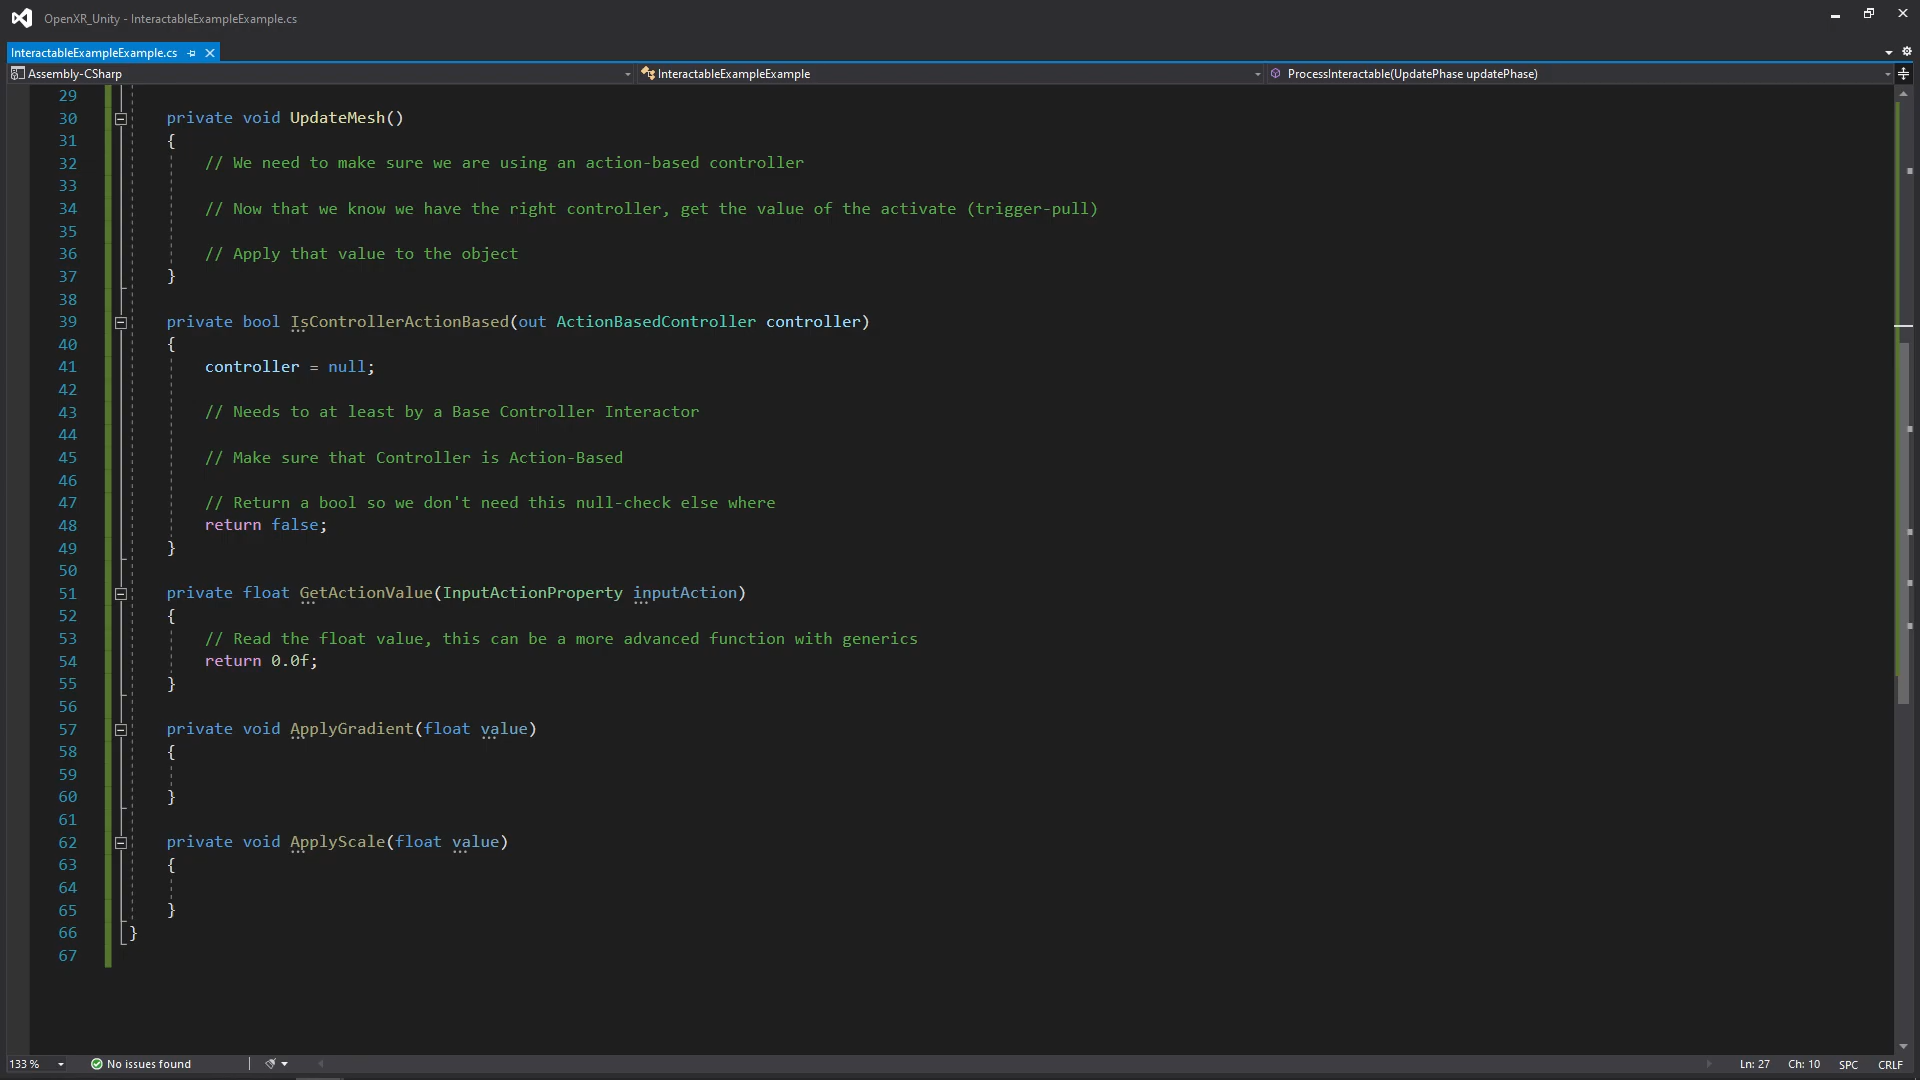 OpenXR_Unity - InteractableExampleExample.cs
InteractableExampleExample.cs
Assembly-CSharp InteractableExampleExample ProcessInteractable(UpdatePhase updatePhase)
29
30 private void UpdateMesh()
31 {
32 // We need to make sure we are using an action-based controller
33
34 // Now that we know we have the right controller, get the value of the activate (trigger-pull)
35
36 // Apply that value to the object
37 }
38
39 private bool IsControllerActionBased(out ActionBasedController controller)
40 {
41 controller = null;
42
43 // Needs to at least by a Base Controller Interactor
44
45 // Make sure that Controller is Action-Based
46
47 // Return a bool so we don't need this null-check else where
48 return false;
49 }
50
51 private float GetActionValue(InputActionProperty inputAction)
52 {
53 // Read the float value, this can be a more advanced function with generics
54 return 0.0f;
55 }
56
57 private void ApplyGradient(float value)
58 {
59
60 }
61
62 private void ApplyScale(float value)
63 {
64
65 }
66 }
67
133 % No issues found Ln: 27 Ch: 10 SPC CRLF